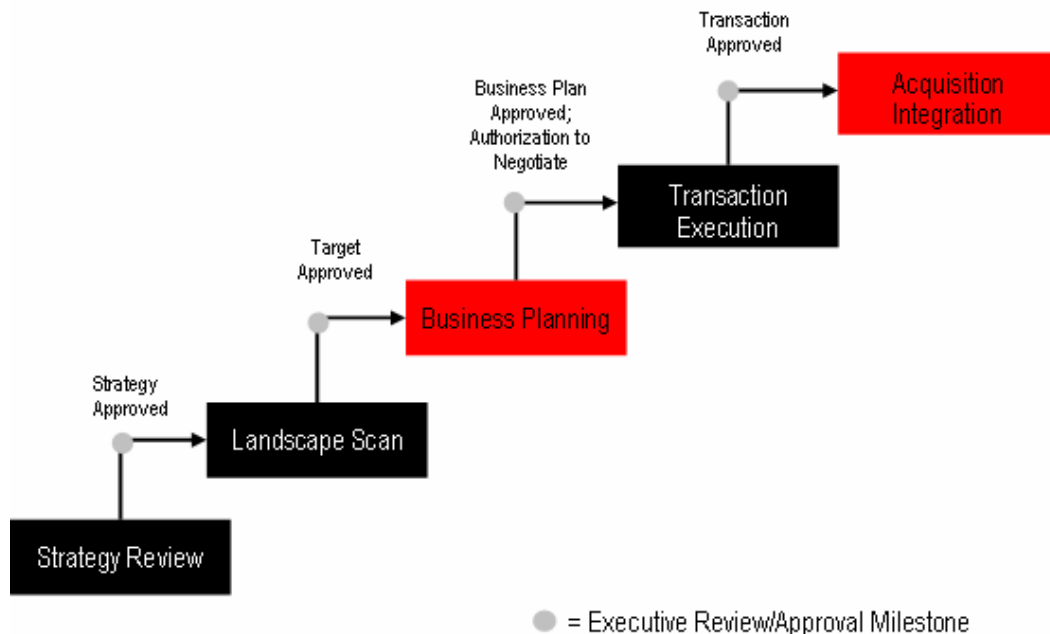 Transaction
Approved
Acquisition
Integration
Business Plan
Approved;
Authorization to
Negotiate
Transaction
Execution
Target
Approved
Business Planning
Strategy
Approved
Landscape Scan
Strategy Review
= Executive Review/Approval Milestone